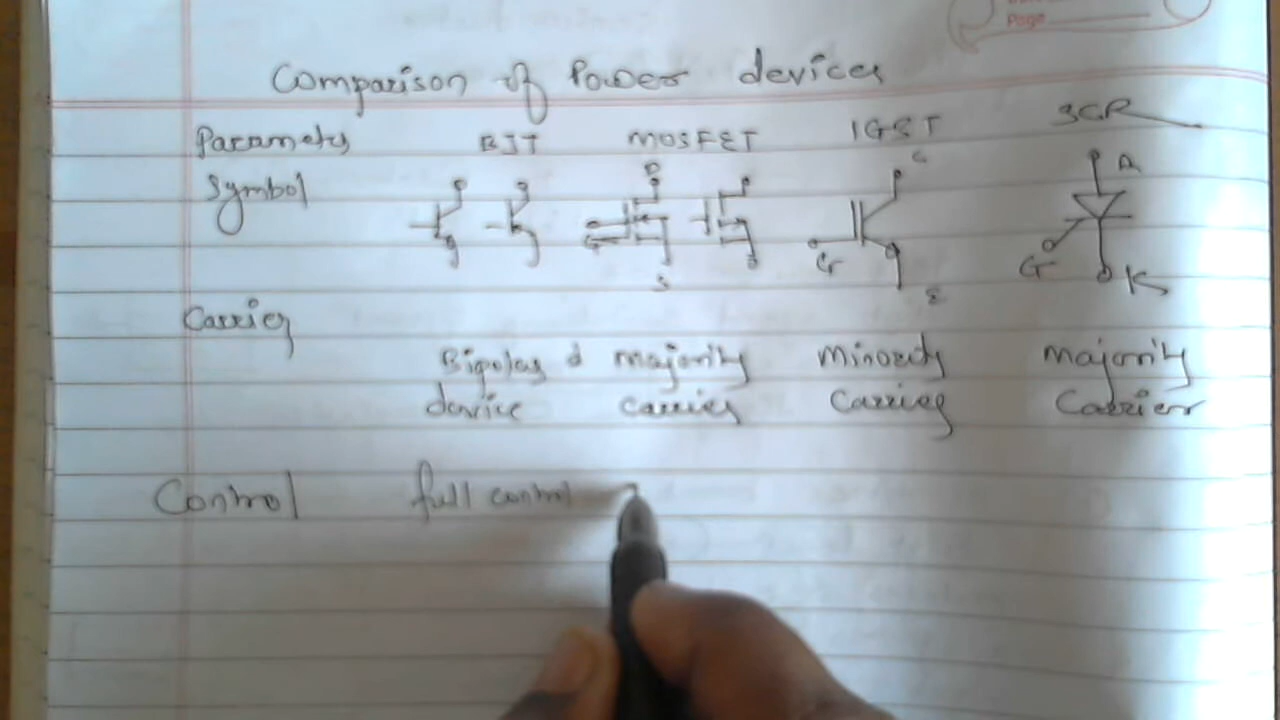 Page
Comparison of Power devices
Parameters BJT MOSFET IGBT SCR
Symbol D C A
G G
S E K
Carrier
Bipolar majority Minority majority
device carrier Carrier Carrier
Control full control